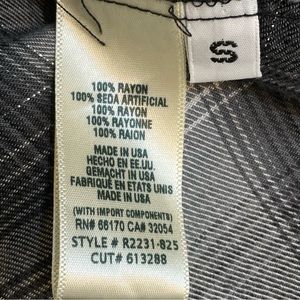 S
100% RAYON
100% SEDA ARTIFICIAL
100% RAYON
100% RAYONNE
100% RAION
MADE IN USA
HECHO EN EE.UU.
GEMACHT IN USA
FABRIQUÉ EN ETATS UNIS
MADE IN USA
(WITH IMPORT COMPONENTS)
RN# 66170 CA# 32054
STYLE # R2231-825
CUT# 613288